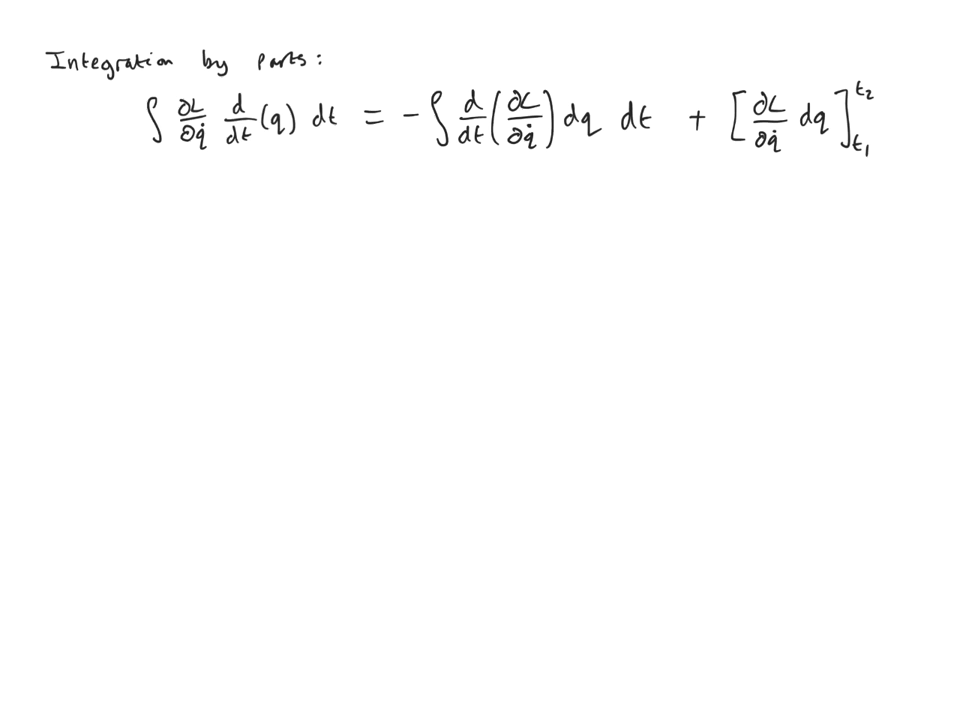 Integration by parts:
∫ ∂L/∂q̇ d/dt (q) dt = - ∫ d/dt (∂L/∂q̇) dq dt + [∂L/∂q̇ dq]_{t₁}^{t₂}